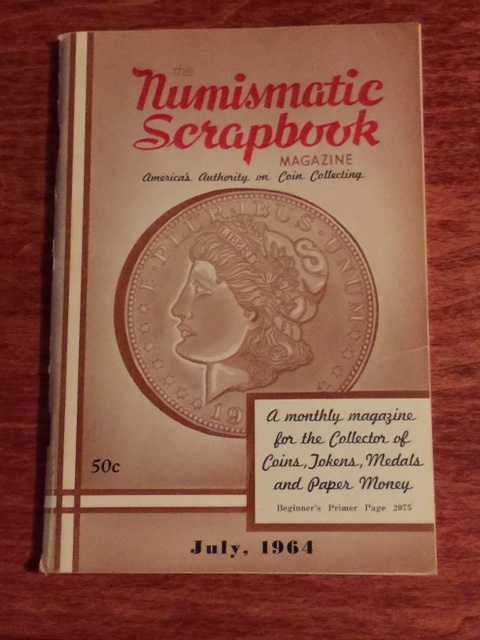 the
Numismatic
Scrapbook
MAGAZINE
America's Authority on Coin Collecting
E·PLURIBUS·UNUM
LIBERTY
19
A monthly magazine
for the Collector of
Coins, Tokens, Medals
and Paper Money
Beginner's Primer Page 2075
50c
July, 1964